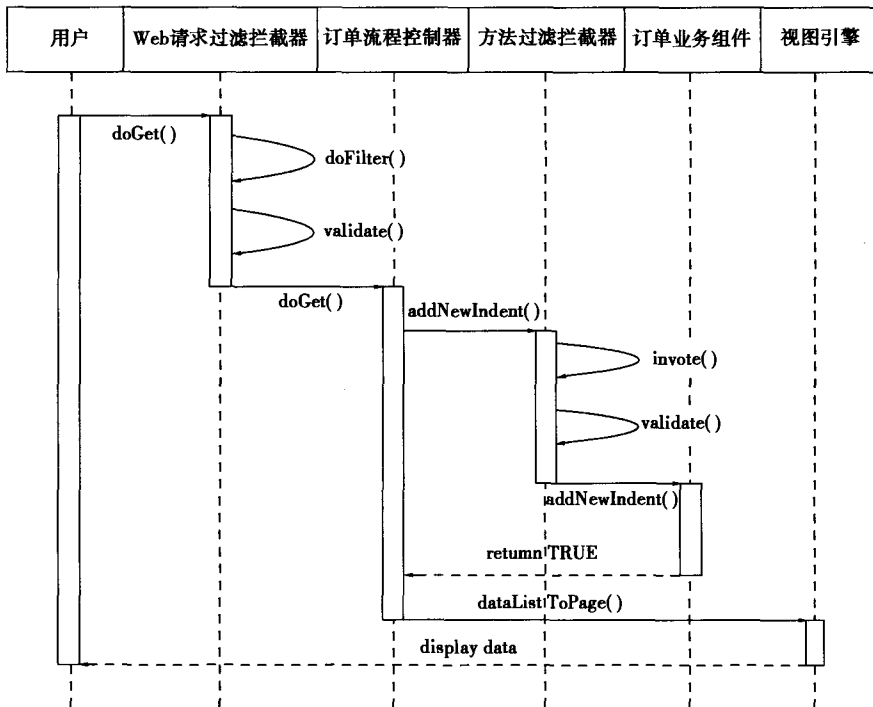 用户 Web请求过滤拦截器 订单流程控制器 方法过滤拦截器 订单业务组件 视图引擎
doGet()
doFilter()
validate()
doGet()
addNewIndent()
invote()
validate()
addNewIndent()
retumn TRUE
dataListToPage()
display data